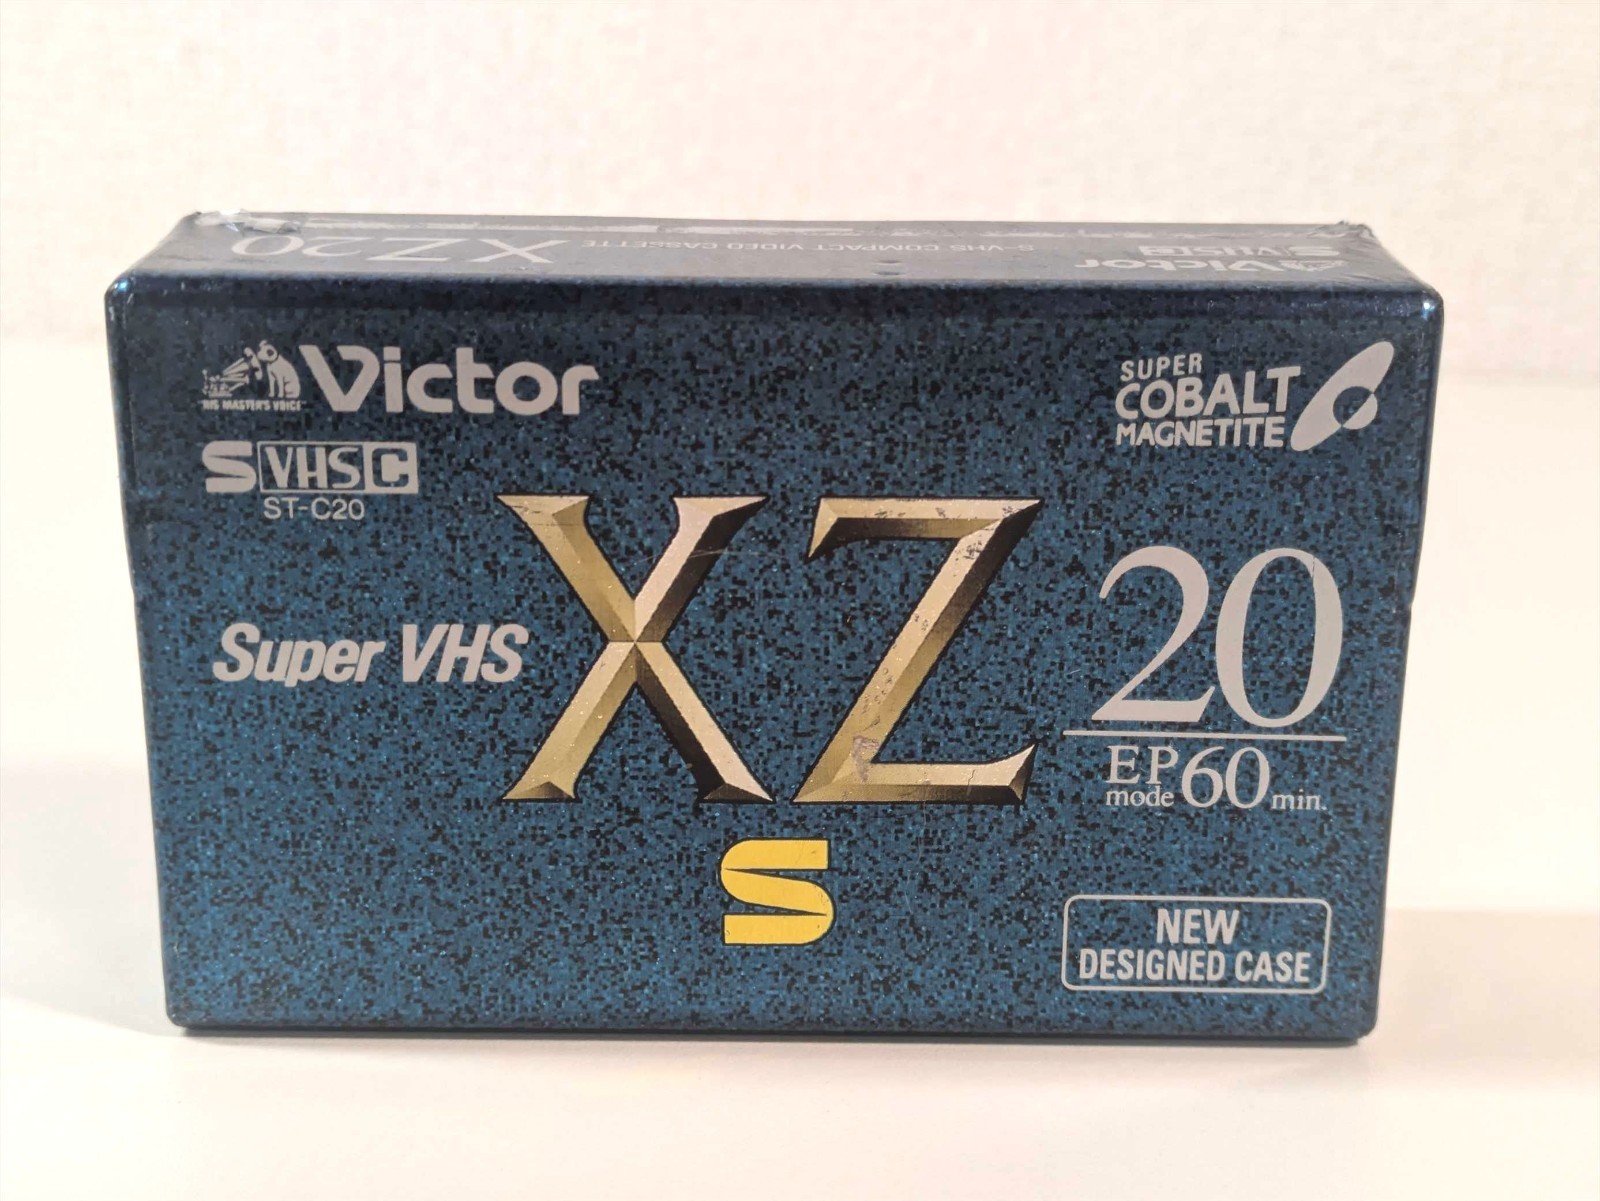 XZ20 S-VHS COMPACT VIDEO CASSETTE Victor S VHS C
"HIS MASTER'S VOICE"
Victor
SUPER
COBALT
MAGNETITE
S VHS C
ST-C20
Super VHS
XZ
20
EP mode 60 min.
S
NEW
DESIGNED CASE